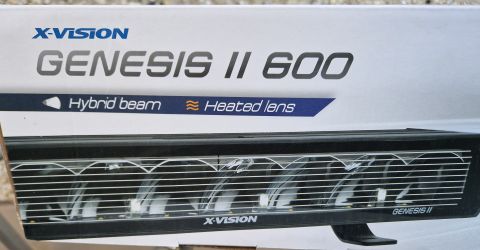 X-VISION
GENESIS II 600
Hybrid beam Heated lens
X-VISION
GENESIS II